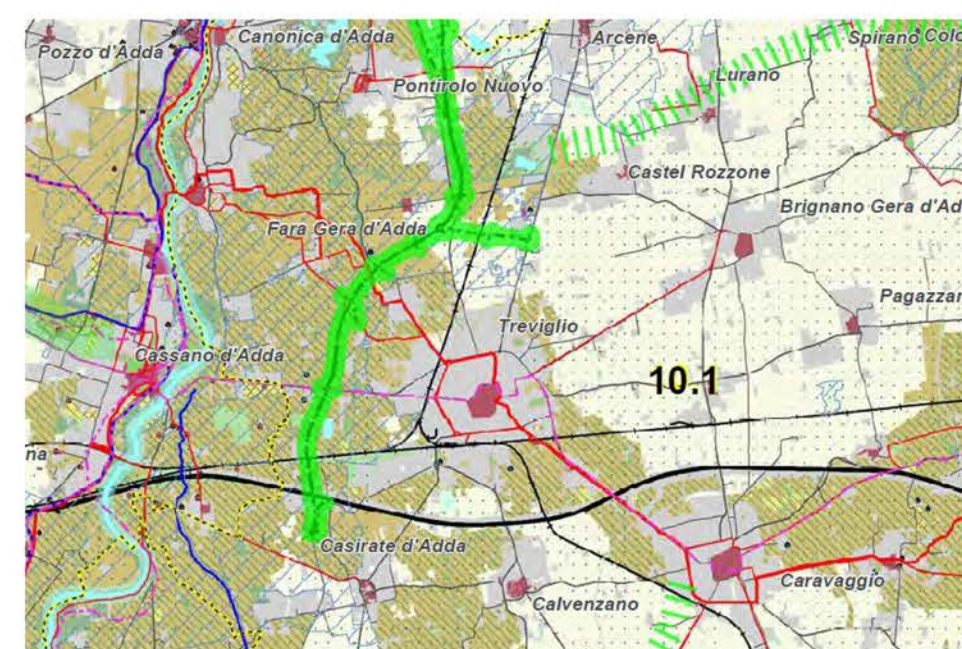 Pozzo d'Adda
Canonica d'Adda
Arcene
Spirano
Colo
Pontirolo Nuovo
Lurano
Castel Rozzone
Brignano Gera d'Ad
Fara Gera d'Adda
Pagazzan
Treviglio
Cassano d'Adda
10.1
na
Casirate d'Adda
Calvenzano
Caravaggio